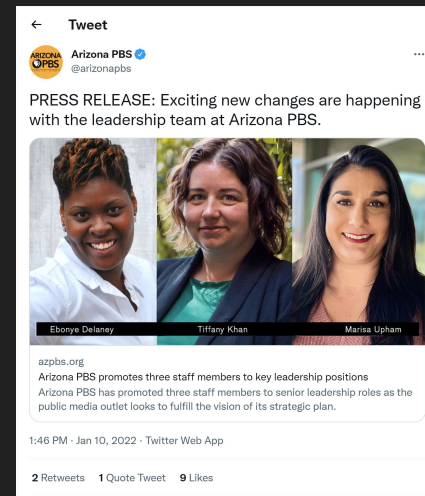 Tweet
ARIZONA
PBS
Arizona PBS
@arizonapbs
PRESS RELEASE: Exciting new changes are happening
with the leadership team at Arizona PBS.
Ebonye Delaney
Tiffany Khan
Marisa Upham
azpbs.org
Arizona PBS promotes three staff members to key leadership positions
Arizona PBS has promoted three staff members to senior leadership roles as the
public media outlet looks to fulfill the vision of its strategic plan.
1:46 PM · Jan 10, 2022 · Twitter Web App
2 Retweets 1 Quote Tweet 9 Likes